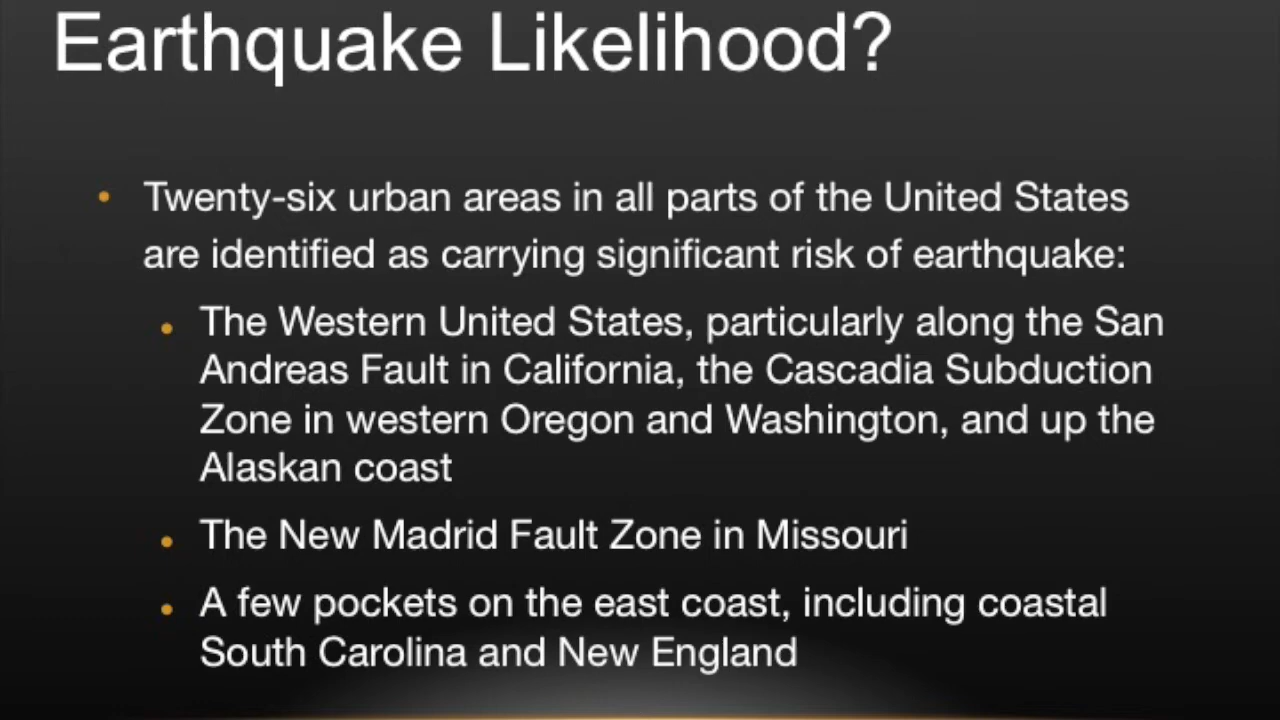 Earthquake Likelihood?
• Twenty-six urban areas in all parts of the United States
are identified as carrying significant risk of earthquake:
• The Western United States, particularly along the San
Andreas Fault in California, the Cascadia Subduction
Zone in western Oregon and Washington, and up the
Alaskan coast
• The New Madrid Fault Zone in Missouri
• A few pockets on the east coast, including coastal
South Carolina and New England